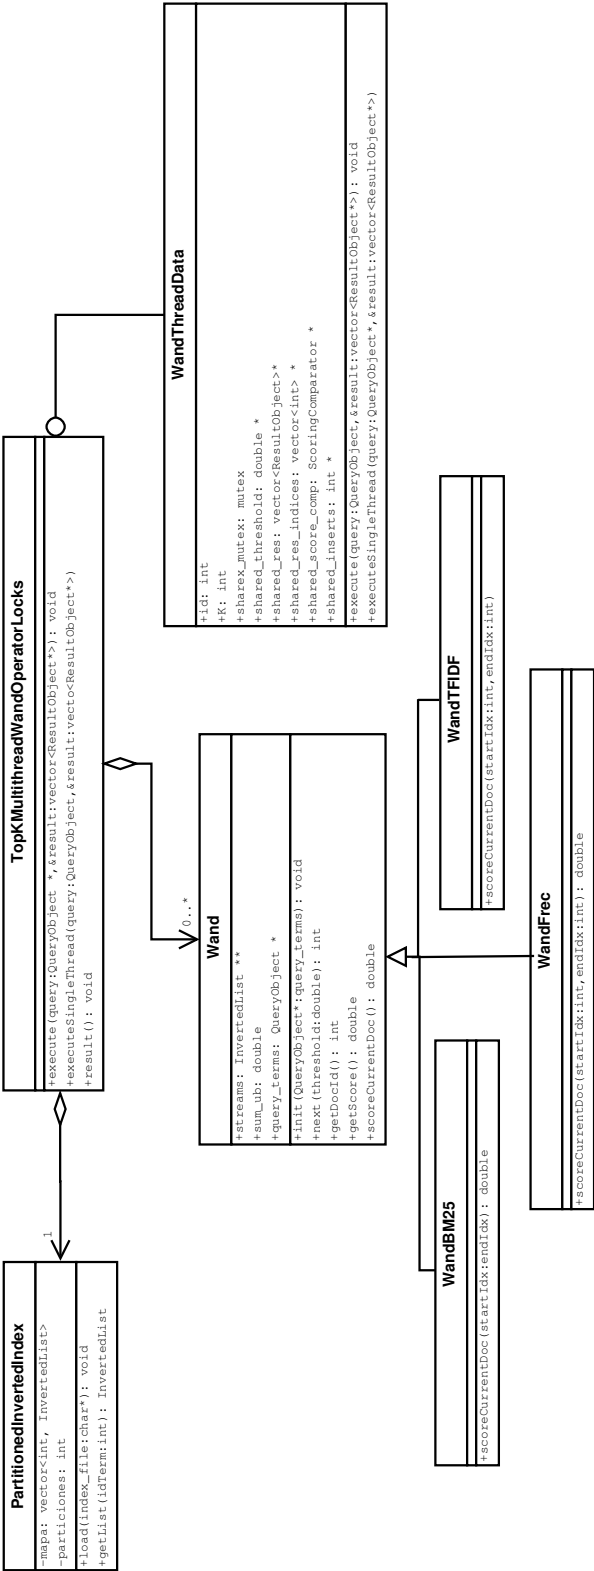 PartitionedInvertedIndex
-mapa: vector<int, InvertedList>
-particiones: int
+load(index_file:char*): void
+getList(idTerm:int): InvertedList
1
TopKMultithreadWandOperatorLocks
+execute(query:QueryObject *,&result:vector<ResultObject*>): void
+executeSingleThread(query:QueryObject,&result:vecto<ResultObject*>)
+result(): void
0..*
WandThreadData
+id: int
+K: int
+sharex_mutex: mutex
+shared_threshold: double *
+shared_res: vector<ResultObject>*
+shared_res_indices: vector<int> *
+shared_score_comp: ScoringComparator *
+shared_inserts: int *
+execute(query:QueryObject,&result:vector<ResultObject*>): void
+executeSingleThread(query:QueryObject*,&result:vector<ResultObject*>)
Wand
+streams: InvertedList **
+sum_ub: double
+query_terms: QueryObject *
+init(QueryObject*:query_terms): void
+next(threshold:double): int
+getDocId(): int
+getScore(): double
+scoreCurrentDoc(): double
WandBM25
+scoreCurrentDoc(startIdx:endIdx): double
WandTFIDF
+scoreCurrentDoc(startIdx:int,endIdx:int)
WandFrec
+scoreCurrentDoc(startIdx:int,endIdx:int): double